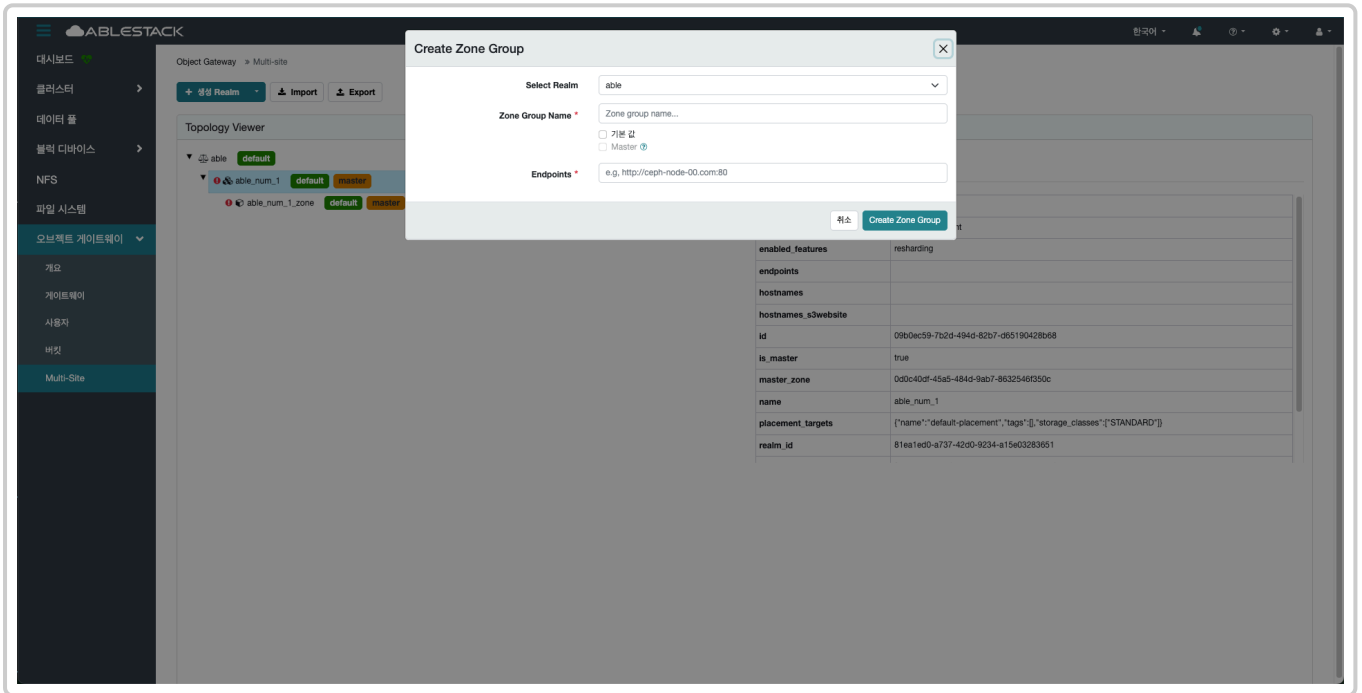 ABLESTACK
한국어
대시보드
클러스터
데이터 풀
블럭 디바이스
NFS
파일 시스템
오브젝트 게이트웨이
개요
게이트웨이
사용자
버킷
Multi-Site
Object Gateway » Multi-site
+ 생성 Realm
Import
Export
Topology Viewer
able default
able_num_1 default master
able_num_1_zone default master
Create Zone Group
Select Realm able
Zone Group Name * Zone group name...
기본 값
Master
Endpoints * e.g, http://ceph-node-00.com:80
취소 Create Zone Group
enabled_features resharding
endpoints
hostnames
hostnames_s3website
id 09b0ec59-7b2d-494d-82b7-d65190428b68
is_master true
master_zone 0d0c40df-45a5-484d-9ab7-8632546f350c
name able_num_1
placement_targets {"name":"default-placement","tags":[],"storage_classes":["STANDARD"]}
realm_id 81ea1ed0-a737-42d0-9234-a15e03283651